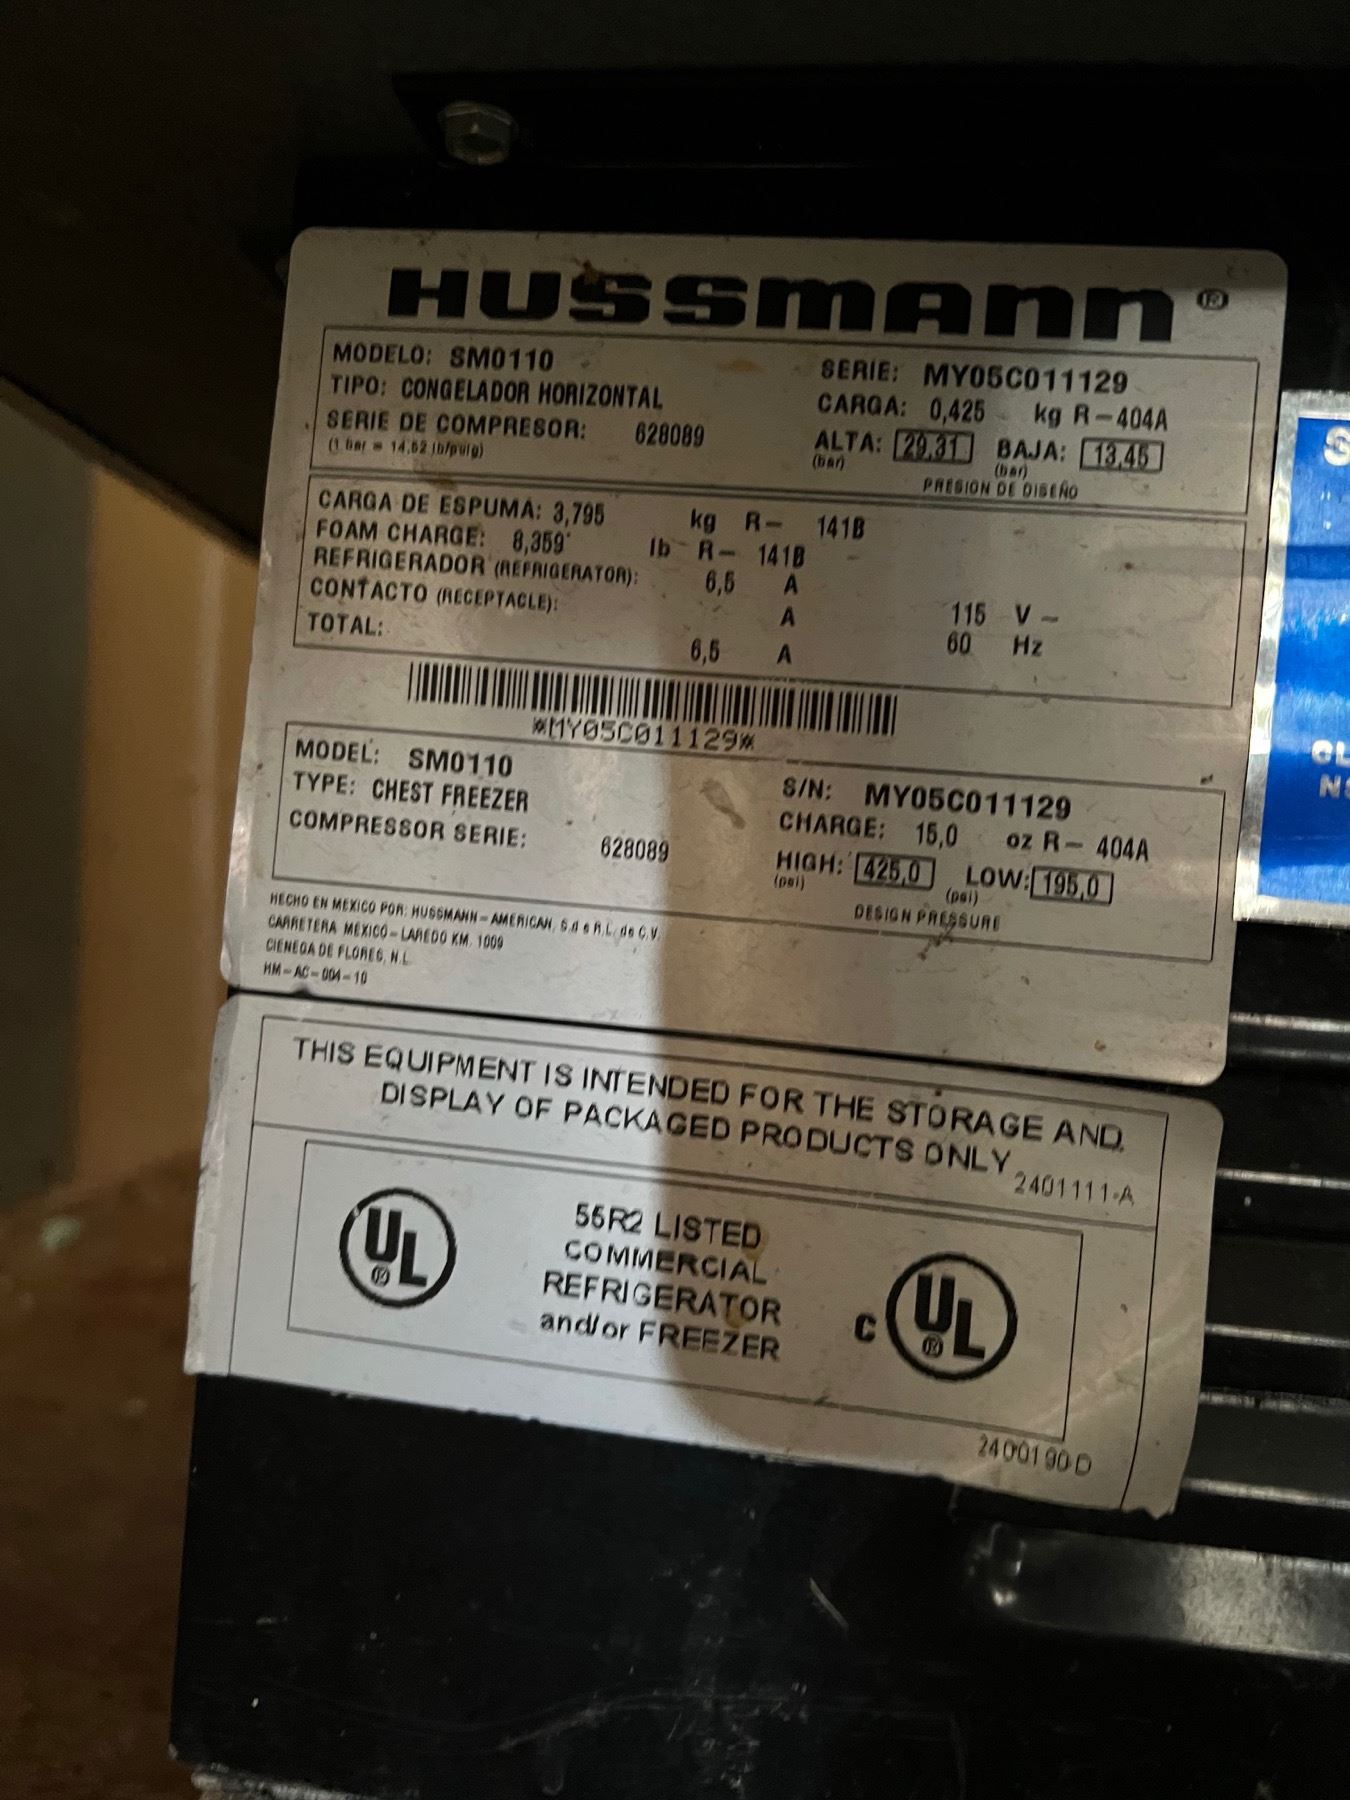 HUSSMANN®
MODELO: SM0110
SERIE: MY05C011129
TIPO: CONGELADOR HORIZONTAL
CARGA: 0,425 kg R-404A
SERIE DE COMPRESOR: 628089
ALTA: 29,31 BAJA: 13,45
(1 bar = 14,52 lb/pulg)
(bar) (bar)
PRESION DE DISEÑO
CARGA DE ESPUMA: 3,795 kg R- 141B
FOAM CHARGE: 8,359 lb R- 141B
REFRIGERADOR (REFRIGERATOR): 6,5 A
CONTACTO (RECEPTACLE): A 115 V~
TOTAL: 6,5 A 60 Hz
*MY05C011129*
MODEL: SM0110
S/N: MY05C011129
TYPE: CHEST FREEZER
CHARGE: 15,0 oz R- 404A
COMPRESSOR SERIE: 628089
HIGH: 425,0 LOW: 195,0
(psi) (psi)
DESIGN PRESSURE
HECHO EN MEXICO POR: HUSSMANN-AMERICAN, S.d e R.L. de C.V.
CARRETERA MEXICO-LAREDO KM. 1009
CIENEGA DE FLORES, N.L
HM-AC-004-10
THIS EQUIPMENT IS INTENDED FOR THE STORAGE AND
DISPLAY OF PACKAGED PRODUCTS ONLY
2401111-A
UL®
55R2 LISTED
COMMERCIAL
REFRIGERATOR
and/or FREEZER
C UL®
2400190D